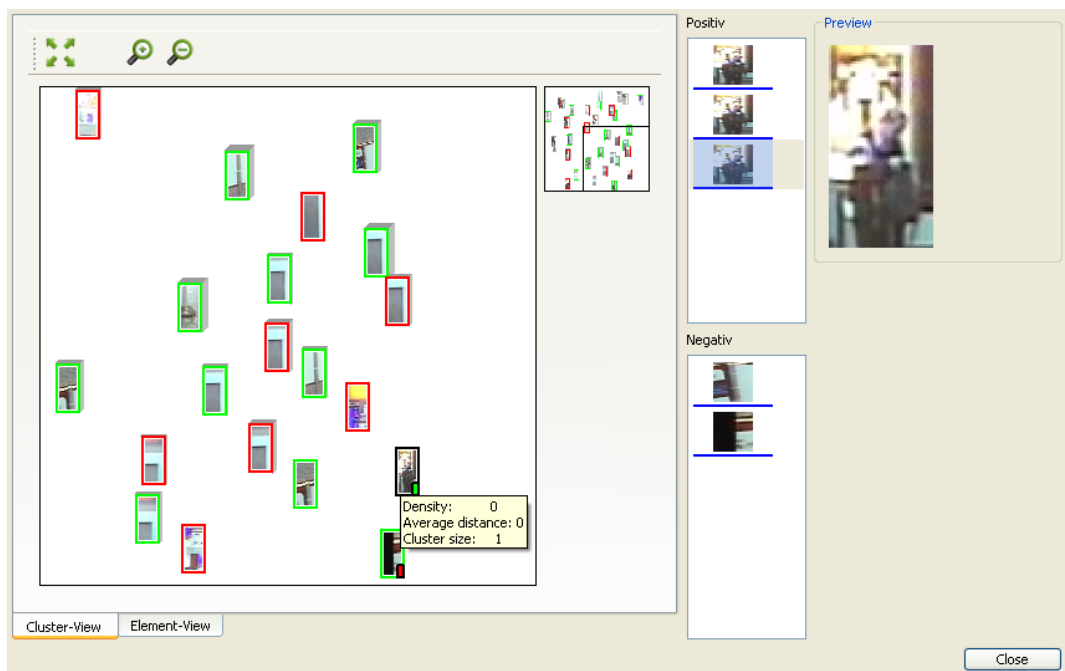 Positiv
Preview
Density: 0
Average distance: 0
Cluster size: 1
Negativ
Cluster-View
Element-View
Close